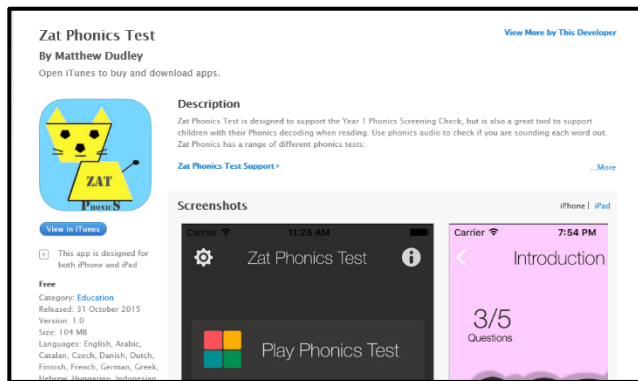 Zat Phonics Test
View More by This Developer
By Matthew Dudley
Open iTunes to buy and download apps.
Description
Zat Phonics Test is designed to support the Year 1 Phonics Screening Check, but is also a great tool to support
children with their Phonics decoding when reading. Use phonics audio to check if you are sounding each word out.
Zat Phonics has a range of different phonics tests:
Zat Phonics Test Support ›
...More
ZAT
PHONICS
View in iTunes
+ This app is designed for
both iPhone and iPad
Free
Category: Education
Released: 31 October 2015
Version: 1.0
Size: 104 MB
Languages: English, Arabic,
Catalan, Czech, Danish, Dutch,
Finnish, French, German, Greek,
Hebrew, Hungarian, Indonesian,
Screenshots
iPhone | iPad
Carrier 11:25 AM
Zat Phonics Test
Play Phonics Test
Carrier 7:54 PM
Introduction
3/5
Questions